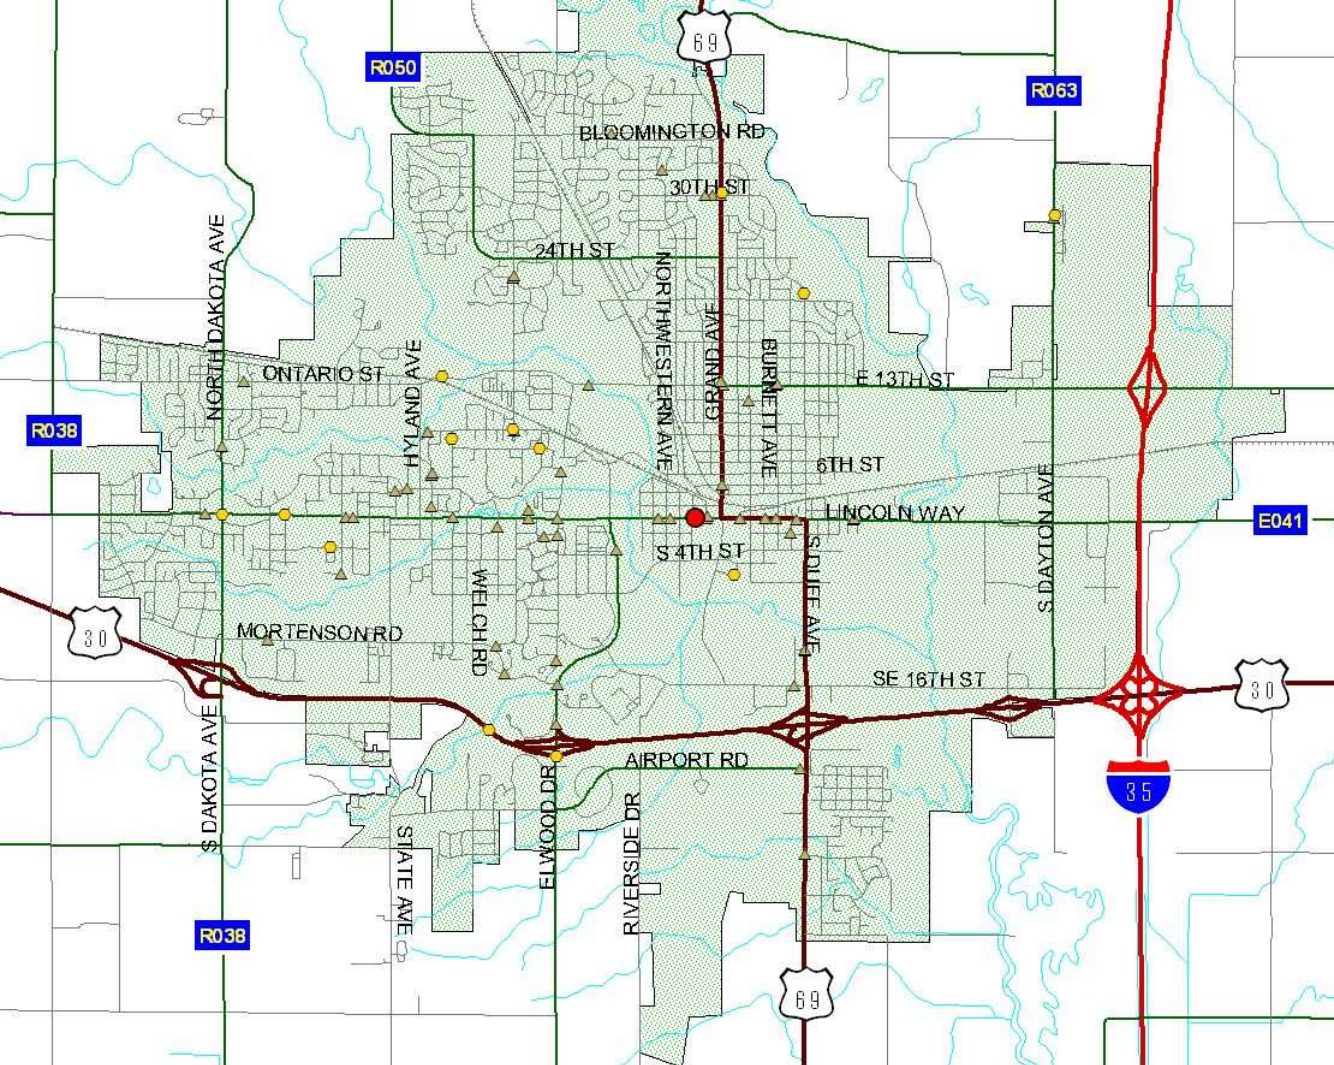 69
R050
R063
BLOOMINGTON RD
30TH ST
24TH ST
NORTH DAKOTA AVE
NORTHWESTERN AVE
GRAND AVE
BURNETT AVE
HYLAND AVE
ONTARIO ST
E 13TH ST
R038
6TH ST
LINCOLN WAY
E041
S DAYTON AVE
S 4TH ST
S DUFF AVE
WELCH RD
30
MORTENSON RD
SE 16TH ST
30
S DAKOTA AVE
AIRPORT RD
35
ELWOOD DR
RIVERSIDE DR
STATE AVE
R038
69